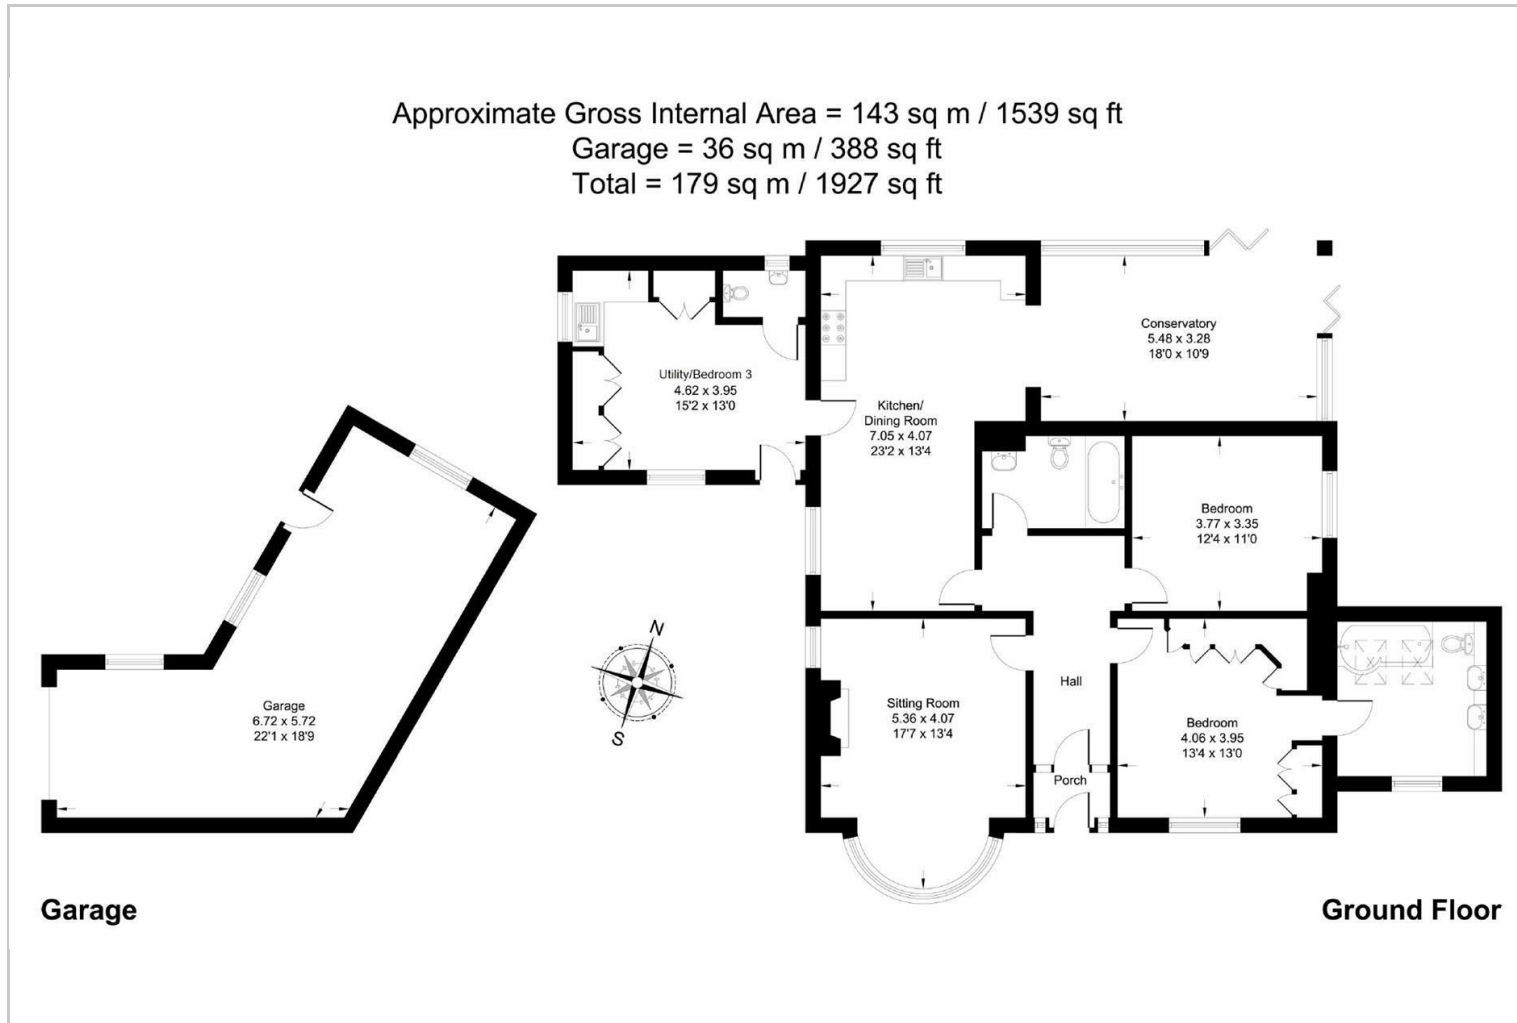 Approximate Gross Internal Area = 143 sq m / 1539 sq ft
Garage = 36 sq m / 388 sq ft
Total = 179 sq m / 1927 sq ft
Conservatory
5.48 x 3.28
18'0 x 10'9
Utility/Bedroom 3
4.62 x 3.95
15'2 x 13'0
Kitchen/
Dining Room
7.05 x 4.07
23'2 x 13'4
Bedroom
3.77 x 3.35
12'4 x 11'0
N
S
Garage
6.72 x 5.72
22'1 x 18'9
Sitting Room
5.36 x 4.07
17'7 x 13'4
Hall
Bedroom
4.06 x 3.95
13'4 x 13'0
Porch
Garage
Ground Floor